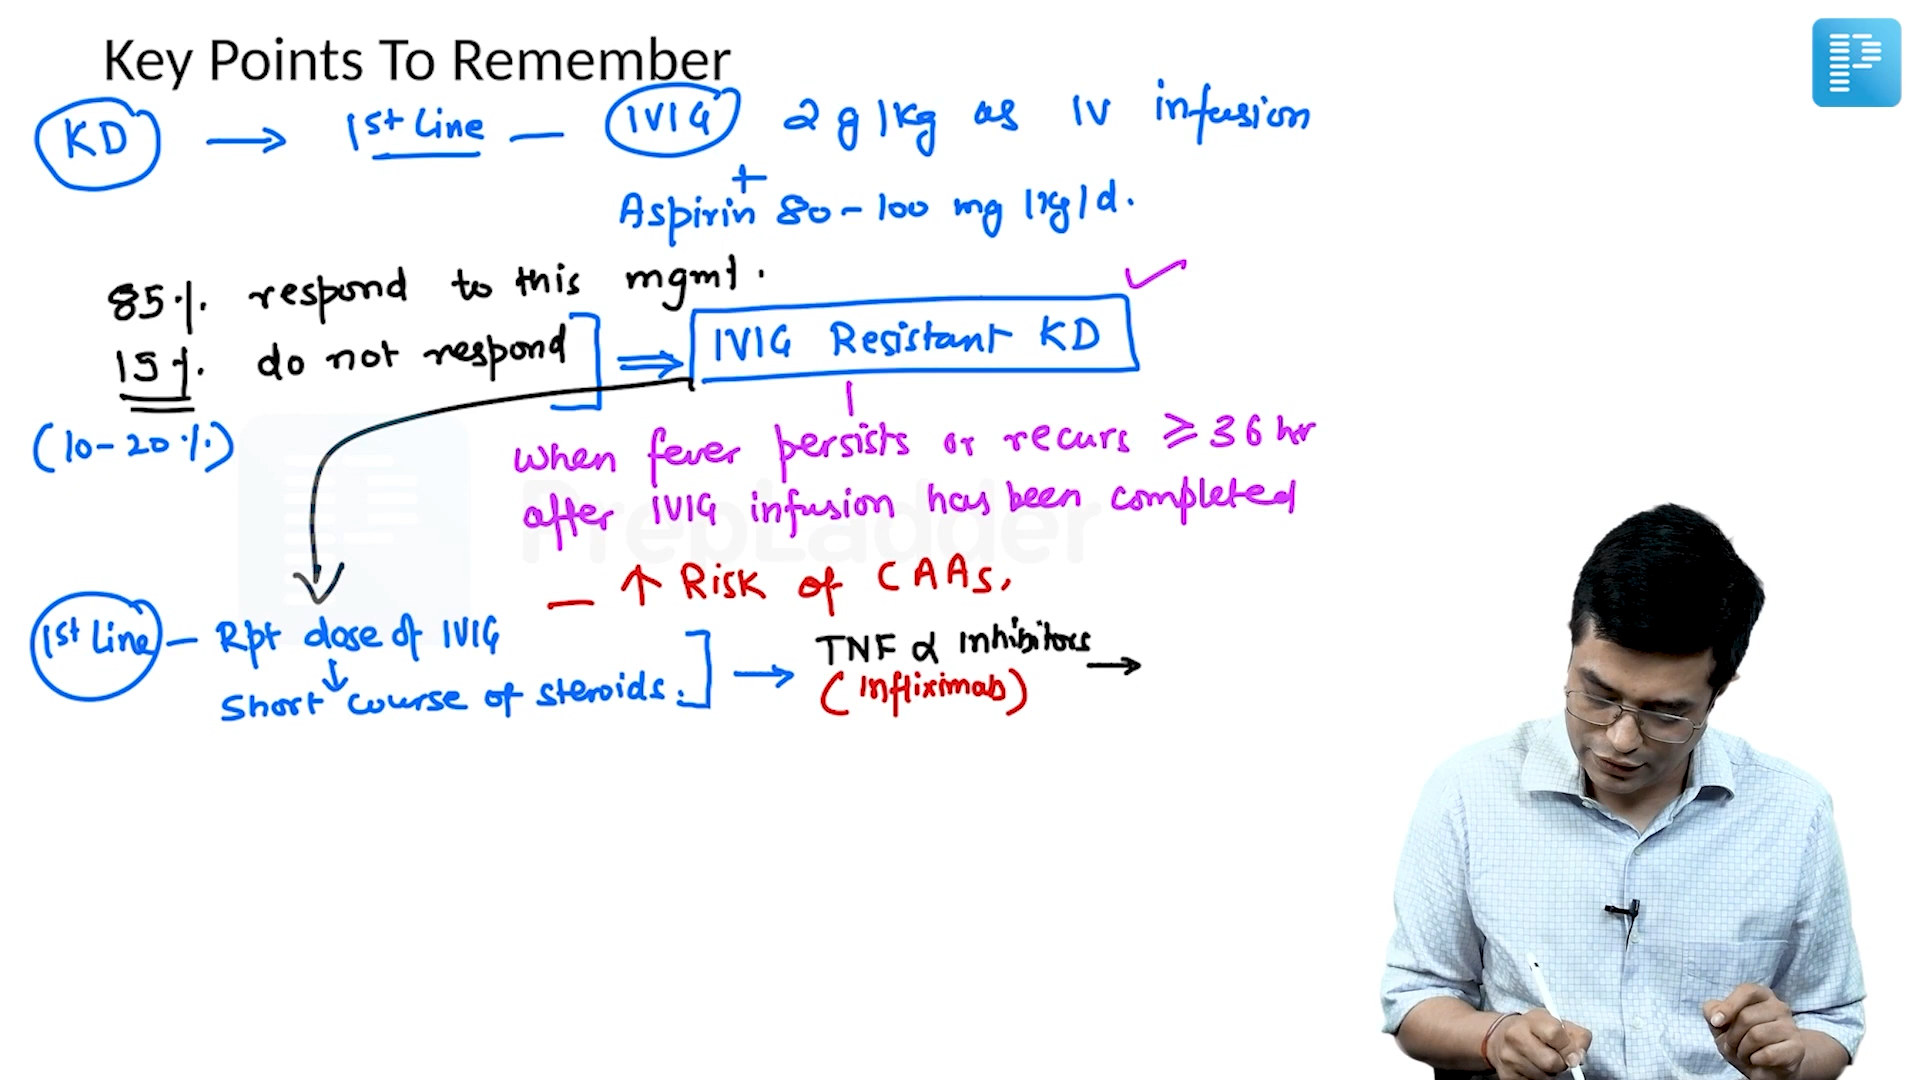 Key Points To Remember
KD → 1st Line — IVIG 2 g/kg as IV infusion
+
Aspirin 80-100 mg/kg/d.
85% respond to this mgmt.
15% do not respond ⇒ IVIG Resistant KD
(10-20%)
When fever persists or recurs ≥ 36 hr
after IVIG infusion has been completed
PrepLadder
— ↑ Risk of CAAs.
1st Line — Rpt dose of IVIG
↓
Short course of steroids. → TNF α inhibitors →
(Infliximab)